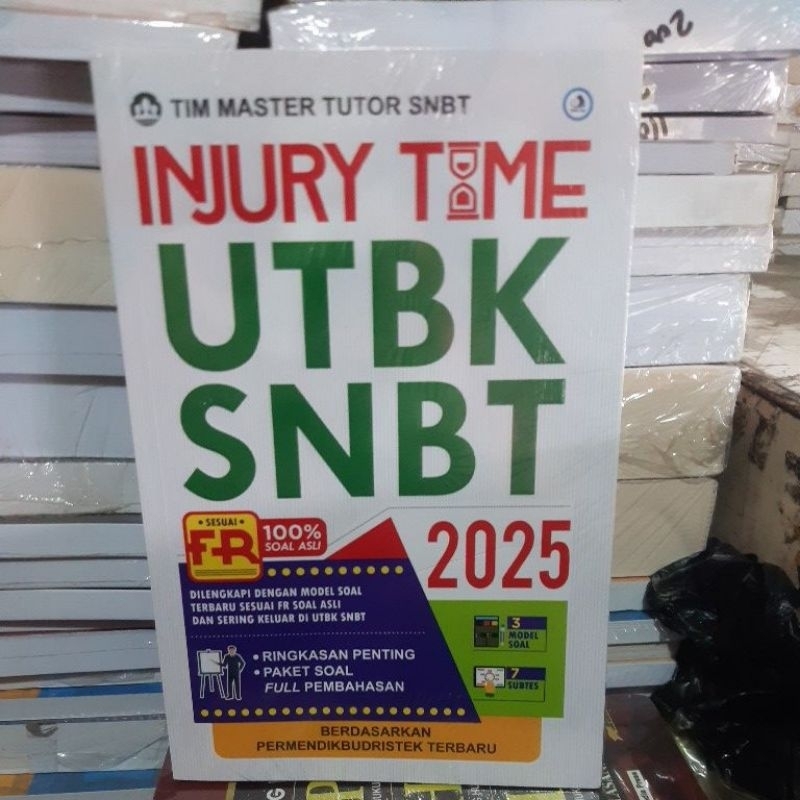 TIM MASTER TUTOR SNBT
INJURY TIME
UTBK
SNBT
2025
• SESUAI •
FR
100%
SOAL ASLI
DILENGKAPI DENGAN MODEL SOAL
TERBARU SESUAI FR SOAL ASLI
DAN SERING KELUAR DI UTBK SNBT
• RINGKASAN PENTING
• PAKET SOAL
FULL PEMBAHASAN
3
MODEL
SOAL
7
SUBTES
BERDASARKAN
PERMENDIKBUDRISTEK TERBARU